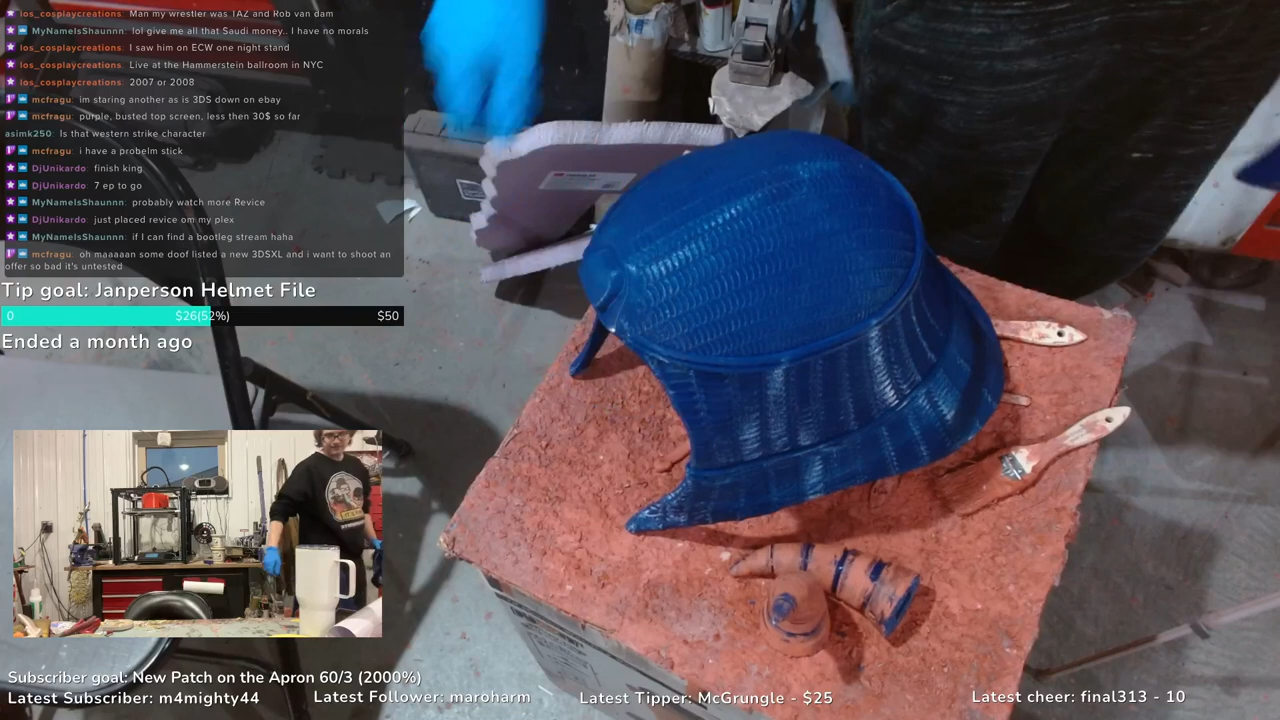 los_cosplaycreations: Man my wrestler was TAZ and Rob van dam
MyNameIsShaunnn: lol give me all that Saudi money.. I have no morals
los_cosplaycreations: I saw him on ECW one night stand
los_cosplaycreations: Live at the Hammerstein ballroom in NYC
los_cosplaycreations: 2007 or 2008
mcfragu: im staring another as is 3DS down on ebay
mcfragu: purple, busted top screen, less then 30$ so far
asimk250: Is that western strike character
mcfragu: i have a probelm stick
DjUnikardo: finish king
DjUnikardo: 7 ep to go
MyNameIsShaunnn: probably watch more Revice
DjUnikardo: just placed revice om my plex
MyNameIsShaunnn: if I can find a bootleg stream haha
mcfragu: oh maaaaan some doof listed a new 3DSXL and i want to shoot an
offer so bad it's untested
Tip goal: Janperson Helmet File
0 $26(52%) $50
Ended a month ago
Subscriber goal: New Patch on the Apron 60/3 (2000%)
Latest Subscriber: m4mighty44 Latest Follower: maroharm Latest Tipper: McGrungle - $25 Latest cheer: final313 - 10